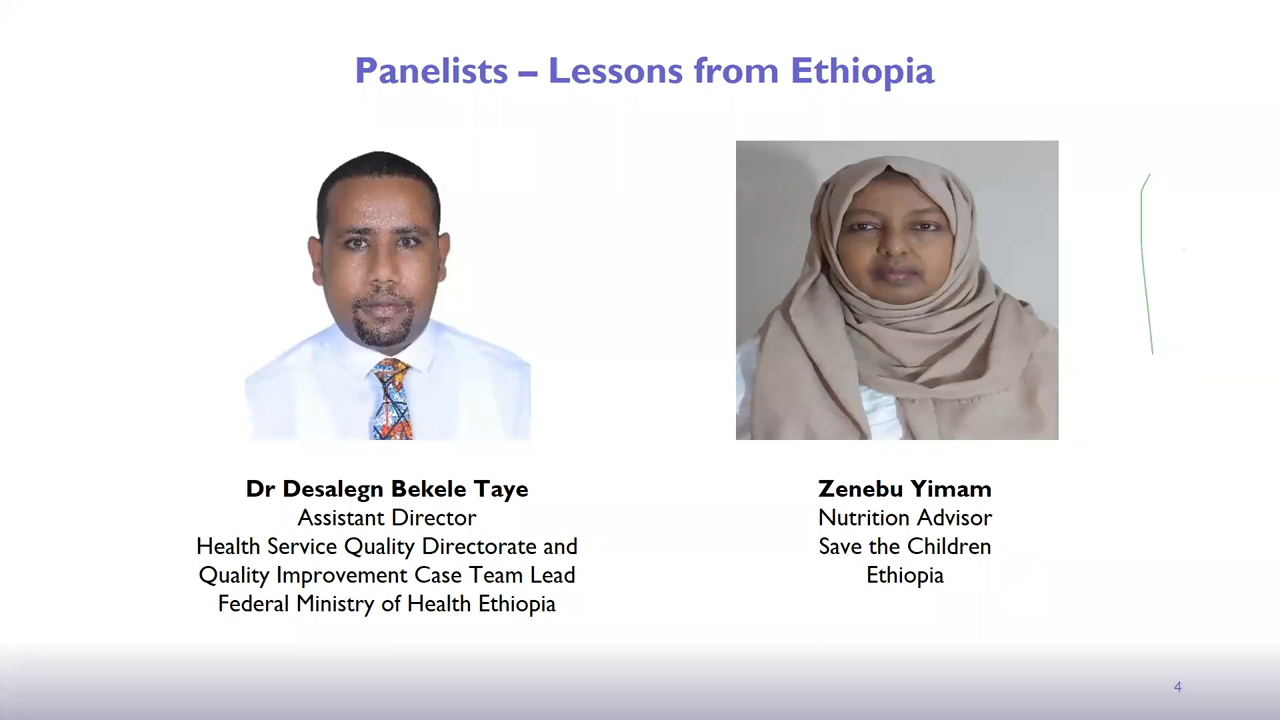 Panelists – Lessons from Ethiopia
Dr Desalegn Bekele Taye
Assistant Director
Health Service Quality Directorate and
Quality Improvement Case Team Lead
Federal Ministry of Health Ethiopia
Zenebu Yimam
Nutrition Advisor
Save the Children
Ethiopia
4